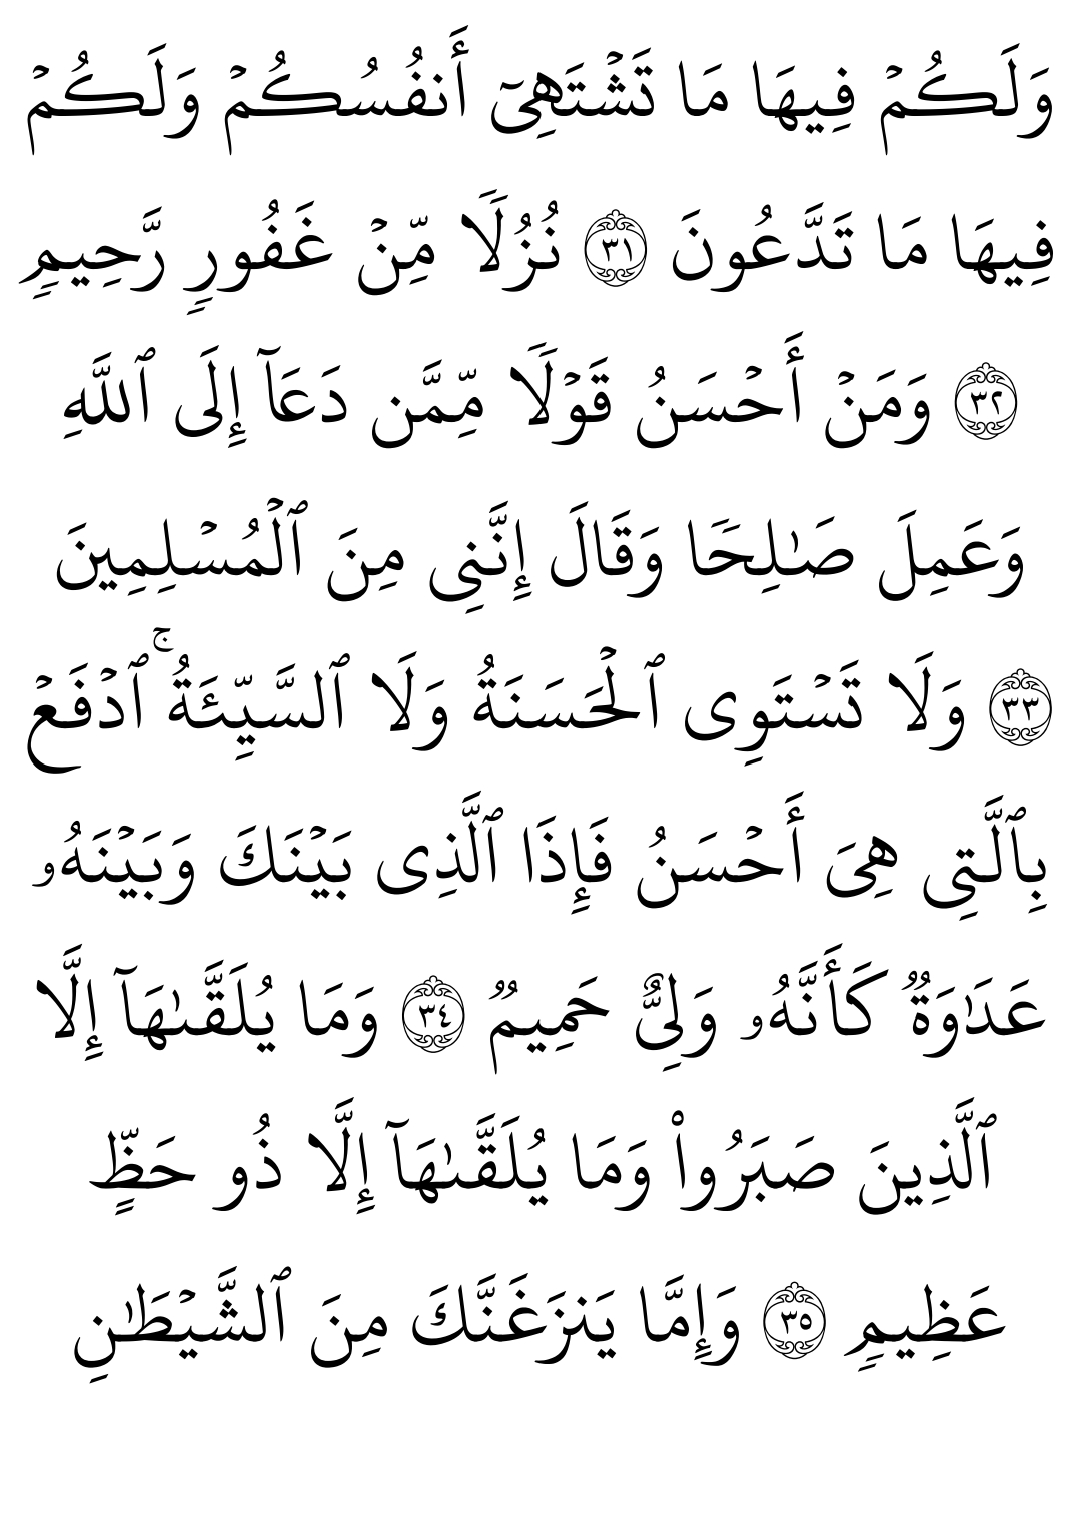 وَلَكُمۡ فِيهَا مَا تَشۡتَهِيٓ أَنفُسُكُمۡ وَلَكُمۡ
فِيهَا مَا تَدَّعُونَ ٣١ نُزُلٗا مِّنۡ غَفُورٖ رَّحِيمٖ
٣٢ وَمَنۡ أَحۡسَنُ قَوۡلٗا مِّمَّن دَعَآ إِلَى ٱللَّهِ
وَعَمِلَ صَٰلِحٗا وَقَالَ إِنَّنِي مِنَ ٱلۡمُسۡلِمِينَ
٣٣ وَلَا تَسۡتَوِي ٱلۡحَسَنَةُ وَلَا ٱلسَّيِّئَةُۚ ٱدۡفَعۡ
بِٱلَّتِي هِيَ أَحۡسَنُ فَإِذَا ٱلَّذِي بَيۡنَكَ وَبَيۡنَهُۥ
عَدَٰوَةٞ كَأَنَّهُۥ وَلِيٌّ حَمِيمٞ ٣٤ وَمَا يُلَقَّىٰهَآ إِلَّا
ٱلَّذِينَ صَبَرُواْ وَمَا يُلَقَّىٰهَآ إِلَّا ذُو حَظٍّ
عَظِيمٖ ٣٥ وَإِمَّا يَنزَغَنَّكَ مِنَ ٱلشَّيۡطَٰنِ